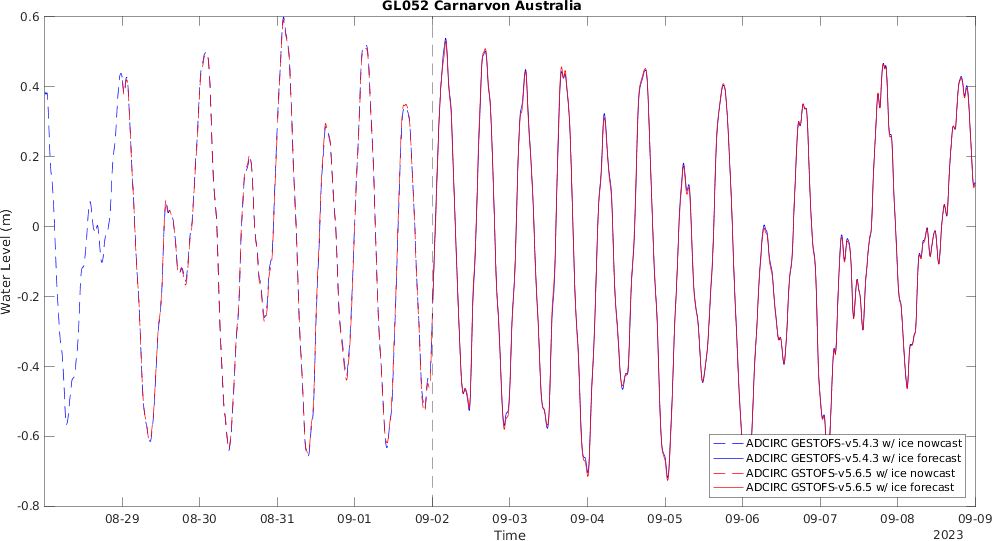 GL052 Carnarvon Australia
0.6
0.4
0.2
0
-0.2
-0.4
-0.6
-0.8
Water Level (m)
ADCIRC GESTOFS-v5.4.3 w/ ice nowcast
ADCIRC GESTOFS-v5.4.3 w/ ice forecast
ADCIRC GSTOFS-v5.6.5 w/ ice nowcast
ADCIRC GSTOFS-v5.6.5 w/ ice forecast
08-29 08-30 08-31 09-01 09-02 09-03 09-04 09-05 09-06 09-07 09-08 09-09
Time
2023